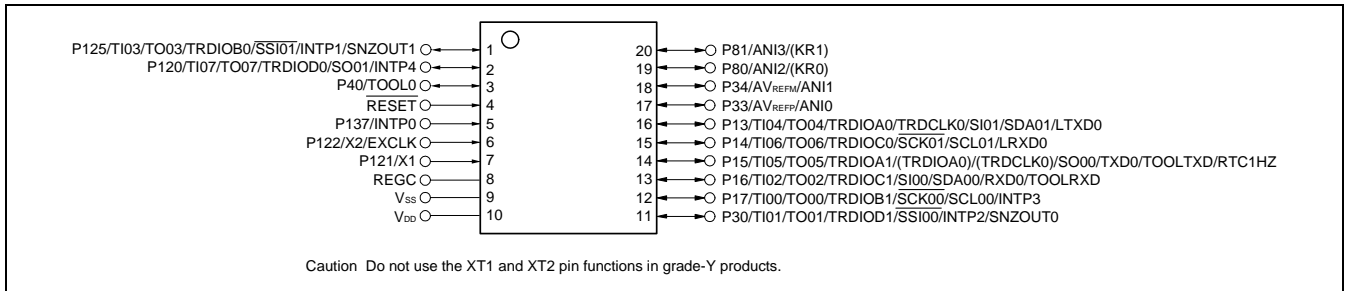 P125/TI03/TO03/TRDIOB0/SSI01/INTP1/SNZOUT1 1
P120/TI07/TO07/TRDIOD0/SO01/INTP4 2
P40/TOOL0 3
RESET 4
P137/INTP0 5
P122/X2/EXCLK 6
P121/X1 7
REGC 8
VSS 9
VDD 10
20 P81/ANI3/(KR1)
19 P80/ANI2/(KR0)
18 P34/AVREFM/ANI1
17 P33/AVREFP/ANI0
16 P13/TI04/TO04/TRDIOA0/TRDCLK0/SI01/SDA01/LTXD0
15 P14/TI06/TO06/TRDIOC0/SCK01/SCL01/LRXD0
14 P15/TI05/TO05/TRDIOA1/(TRDIOA0)/(TRDCLK0)/SO00/TXD0/TOOLTXD/RTC1HZ
13 P16/TI02/TO02/TRDIOC1/SI00/SDA00/RXD0/TOOLRXD
12 P17/TI00/TO00/TRDIOB1/SCK00/SCL00/INTP3
11 P30/TI01/TO01/TRDIOD1/SSI00/INTP2/SNZOUT0
Caution Do not use the XT1 and XT2 pin functions in grade-Y products.